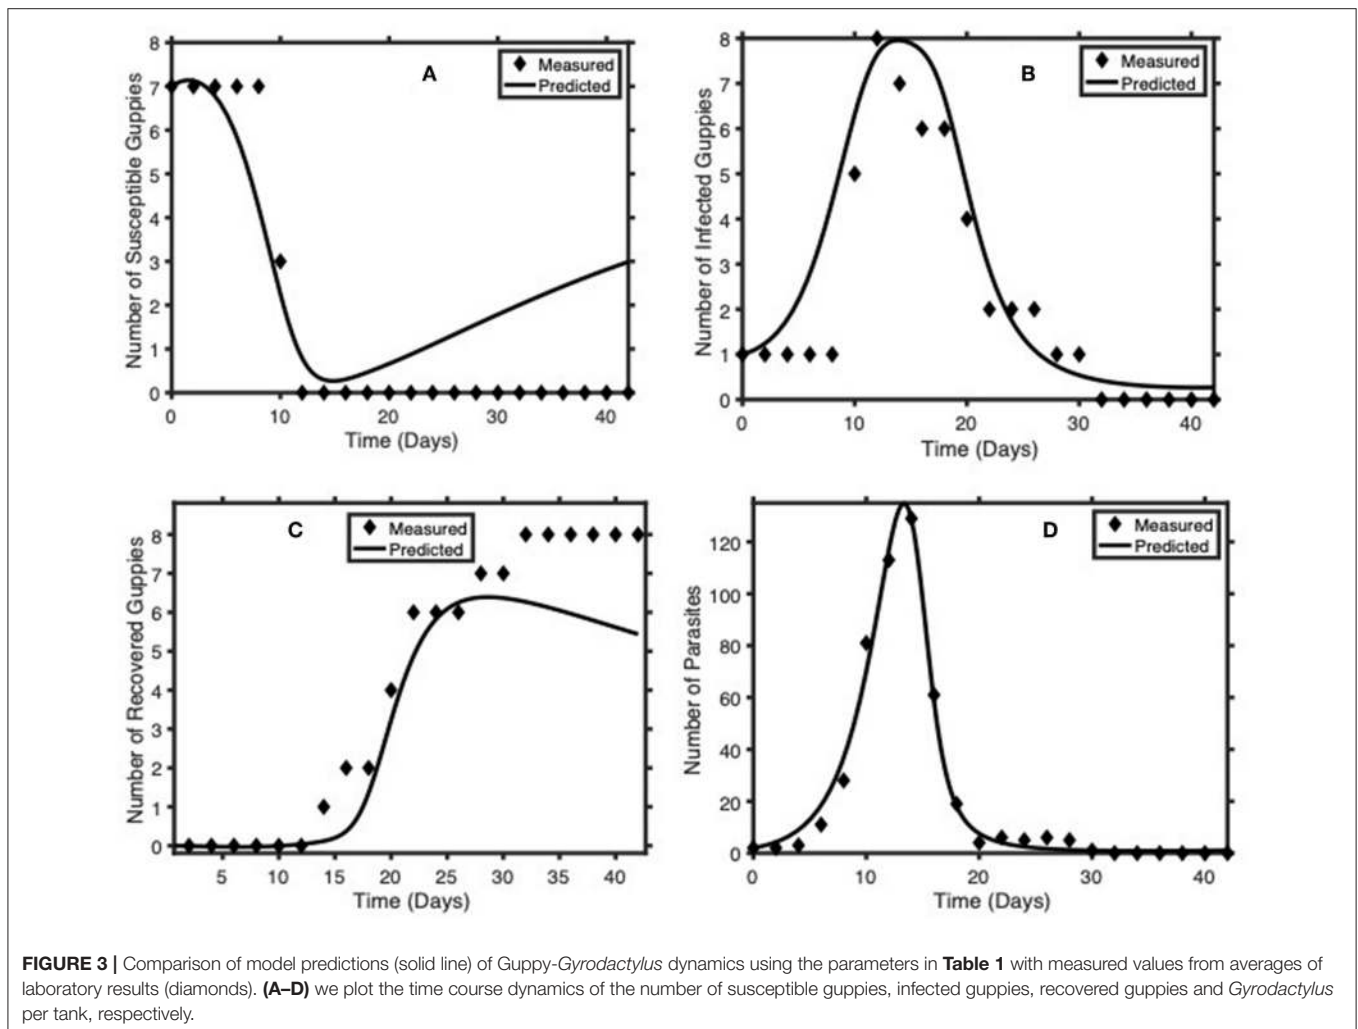 8
7
6
5
4
3
2
1
0
Number of Susceptible Guppies
A
Measured
Predicted
0 10 20 30 40
Time (Days)
8
7
6
5
4
3
2
1
0
Number of Infected Guppies
B
Measured
Predicted
0 10 20 30 40
Time (Days)
8
7
6
5
4
3
2
1
0
Number of Recovered Guppies
C
Measured
Predicted
5 10 15 20 25 30 35 40
Time (Days)
120
100
80
60
40
20
0
Number of Parasites
D
Measured
Predicted
0 10 20 30 40
Time (Days)
FIGURE 3 | Comparison of model predictions (solid line) of Guppy-Gyrodactylus dynamics using the parameters in Table 1 with measured values from averages of
laboratory results (diamonds). (A–D) we plot the time course dynamics of the number of susceptible guppies, infected guppies, recovered guppies and Gyrodactylus
per tank, respectively.